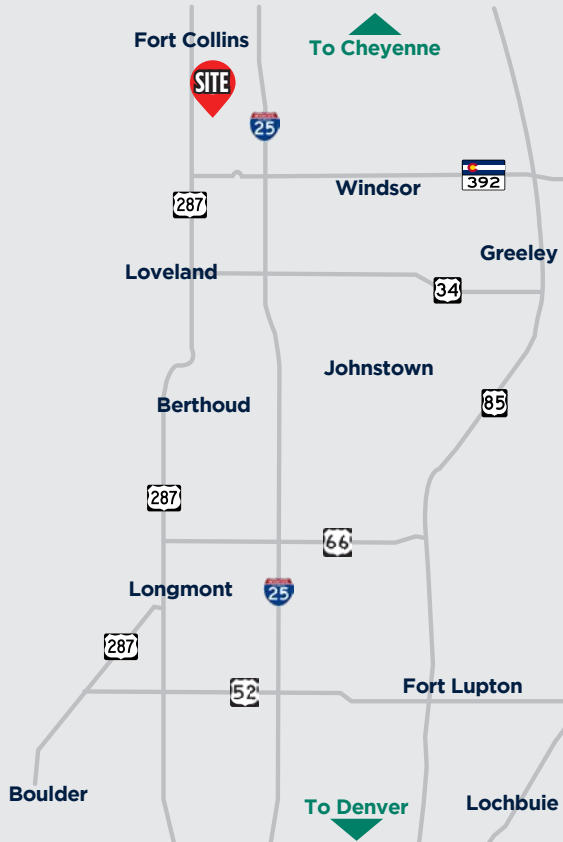 Fort Collins
To Cheyenne
SITE
25
Windsor
392
287
Greeley
Loveland
34
Johnstown
85
Berthoud
287
66
Longmont
25
287
52
Fort Lupton
Boulder
To Denver
Lochbuie